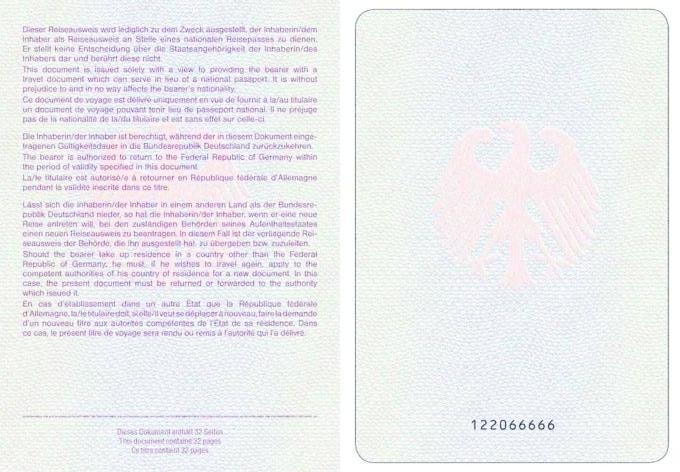 Dieser Reiseausweis wird lediglich zu dem Zweck ausgestellt, der Inhaberin/dem
Inhaber als Reiseausweis an Stelle eines nationalen Reisepasses zu dienen.
Er stellt keine Entscheidung über die Staatsangehörigkeit der Inhaberin/des
Inhabers dar und berührt diese nicht.
This document is issued solely with a view to providing the bearer with a
travel document which can serve in lieu of a national passport. It is without
prejudice to and in no way affects the bearer's nationality.
Ce document de voyage est délivré uniquement en vue de fournir à la/au titulaire
un document de voyage pouvant tenir lieu de passeport national. Il ne préjuge
pas de la nationalité de la/du titulaire et est sans effet sur celle-ci.
Die Inhaberin/der Inhaber ist berechtigt, während der in diesem Dokument einge-
tragenen Gültigkeitsdauer in die Bundesrepublik Deutschland zurückzukehren.
The bearer is authorized to return to the Federal Republic of Germany within
the period of validity specified in this document.
La/le titulaire est autorisé/e à retourner en République fédérale d'Allemagne
pendant la validité inscrite dans ce titre.
Lässt sich die Inhaberin/der Inhaber in einem anderen Land als der Bundesre-
publik Deutschland nieder, so hat die Inhaberin/der Inhaber, wenn er eine neue
Reise antreten will, bei den zuständigen Behörden seines Aufenthaltsstaates
einen neuen Reiseausweis zu beantragen. In diesem Fall ist der vorliegende Rei-
seausweis der Behörde, die ihn ausgestellt hat, zu übergeben bzw. zuzuleiten.
Should the bearer take up residence in a country other than the Federal
Republic of Germany, he must, if he wishes to travel again, apply to the
competent authorities of his country of residence for a new document. In this
case, the present document must be returned or forwarded to the authority
which issued it.
En cas d'établissement dans un autre État que la République fédérale
d'Allemagne, la/le titulaire doit, si elle/il veut se déplacer à nouveau, faire la demande
d'un nouveau titre aux autorités compétentes de l'État de sa résidence. Dans
ce cas, le présent titre de voyage sera rendu ou remis à l'autorité qui l'a délivré.
Dieses Dokument enthält 32 Seiten
This document contains 32 pages
Ce titre contient 32 pages
122066666